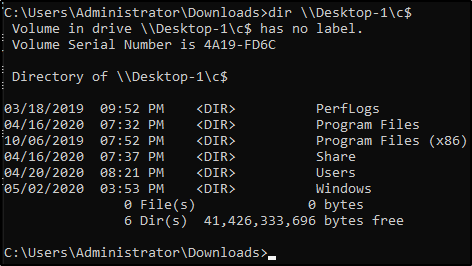 C:\Users\Administrator\Downloads>dir \\Desktop-1\c$
Volume in drive \\Desktop-1\c$ has no label.
Volume Serial Number is 4A19-FD6C
Directory of \\Desktop-1\c$
03/18/2019  09:52 PM    <DIR>          PerfLogs
04/16/2020  07:32 PM    <DIR>          Program Files
10/06/2019  07:52 PM    <DIR>          Program Files (x86)
04/16/2020  07:37 PM    <DIR>          Share
04/20/2020  08:21 PM    <DIR>          Users
05/02/2020  03:53 PM    <DIR>          Windows
0 File(s)              0 bytes
6 Dir(s)  41,426,333,696 bytes free
C:\Users\Administrator\Downloads>